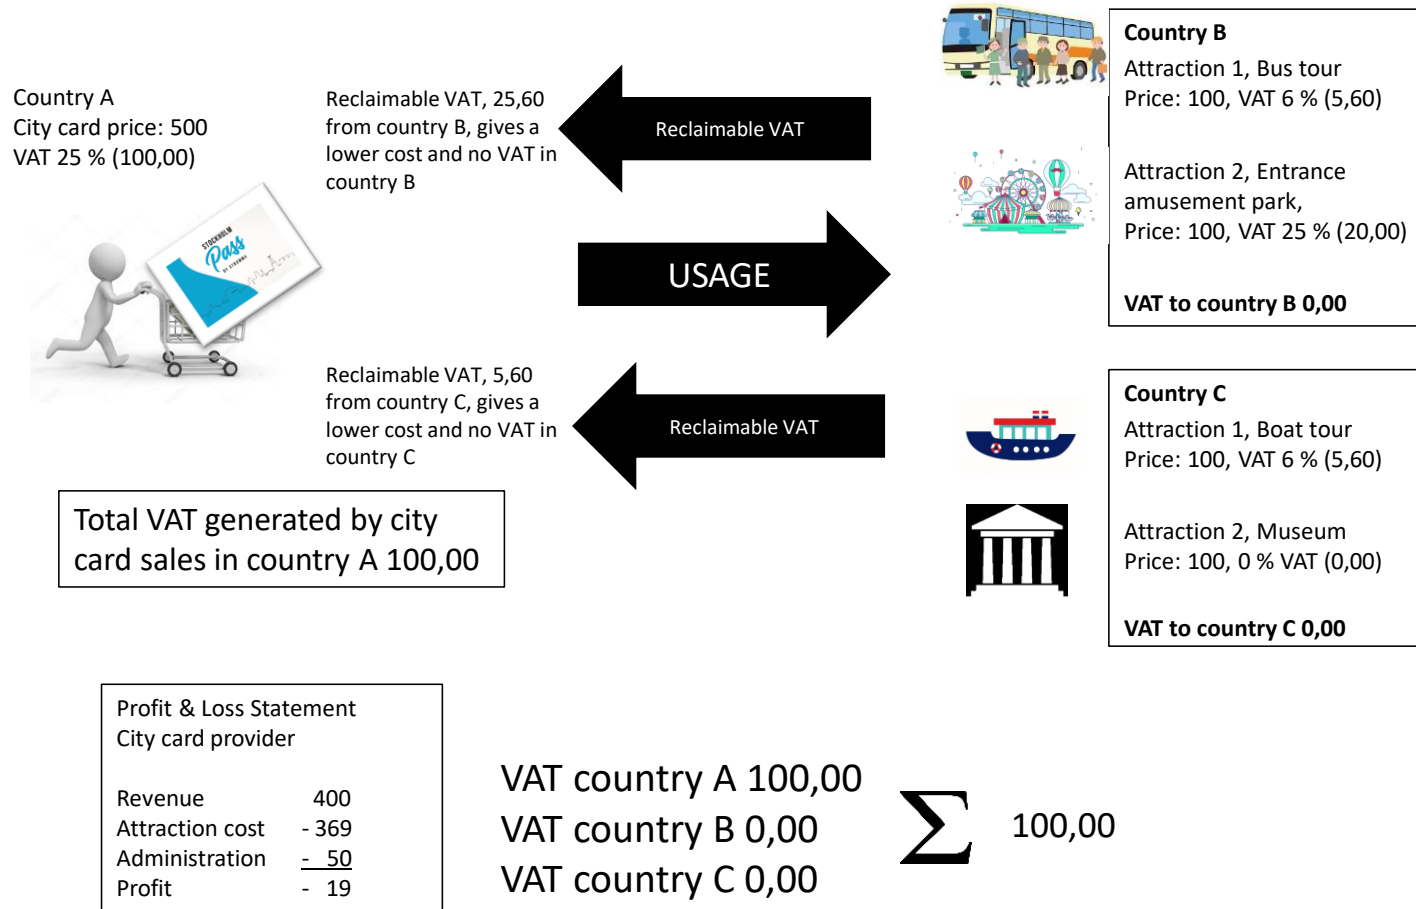 Country A
City card price: 500
VAT 25 % (100,00)
STOCKHOLM
Pass
BY STROMMA
Reclaimable VAT, 25,60
from country B, gives a
lower cost and no VAT in
country B
Reclaimable VAT
USAGE
Country B
Attraction 1, Bus tour
Price: 100, VAT 6 % (5,60)
Attraction 2, Entrance
amusement park,
Price: 100, VAT 25 % (20,00)
VAT to country B 0,00
Reclaimable VAT, 5,60
from country C, gives a
lower cost and no VAT in
country C
Reclaimable VAT
Country C
Attraction 1, Boat tour
Price: 100, VAT 6 % (5,60)
Attraction 2, Museum
Price: 100, 0 % VAT (0,00)
VAT to country C 0,00
Total VAT generated by city
card sales in country A 100,00
Profit & Loss Statement
City card provider
Revenue 400
Attraction cost - 369
Administration - 50
Profit - 19
VAT country A 100,00
VAT country B 0,00
VAT country C 0,00
∑ 100,00